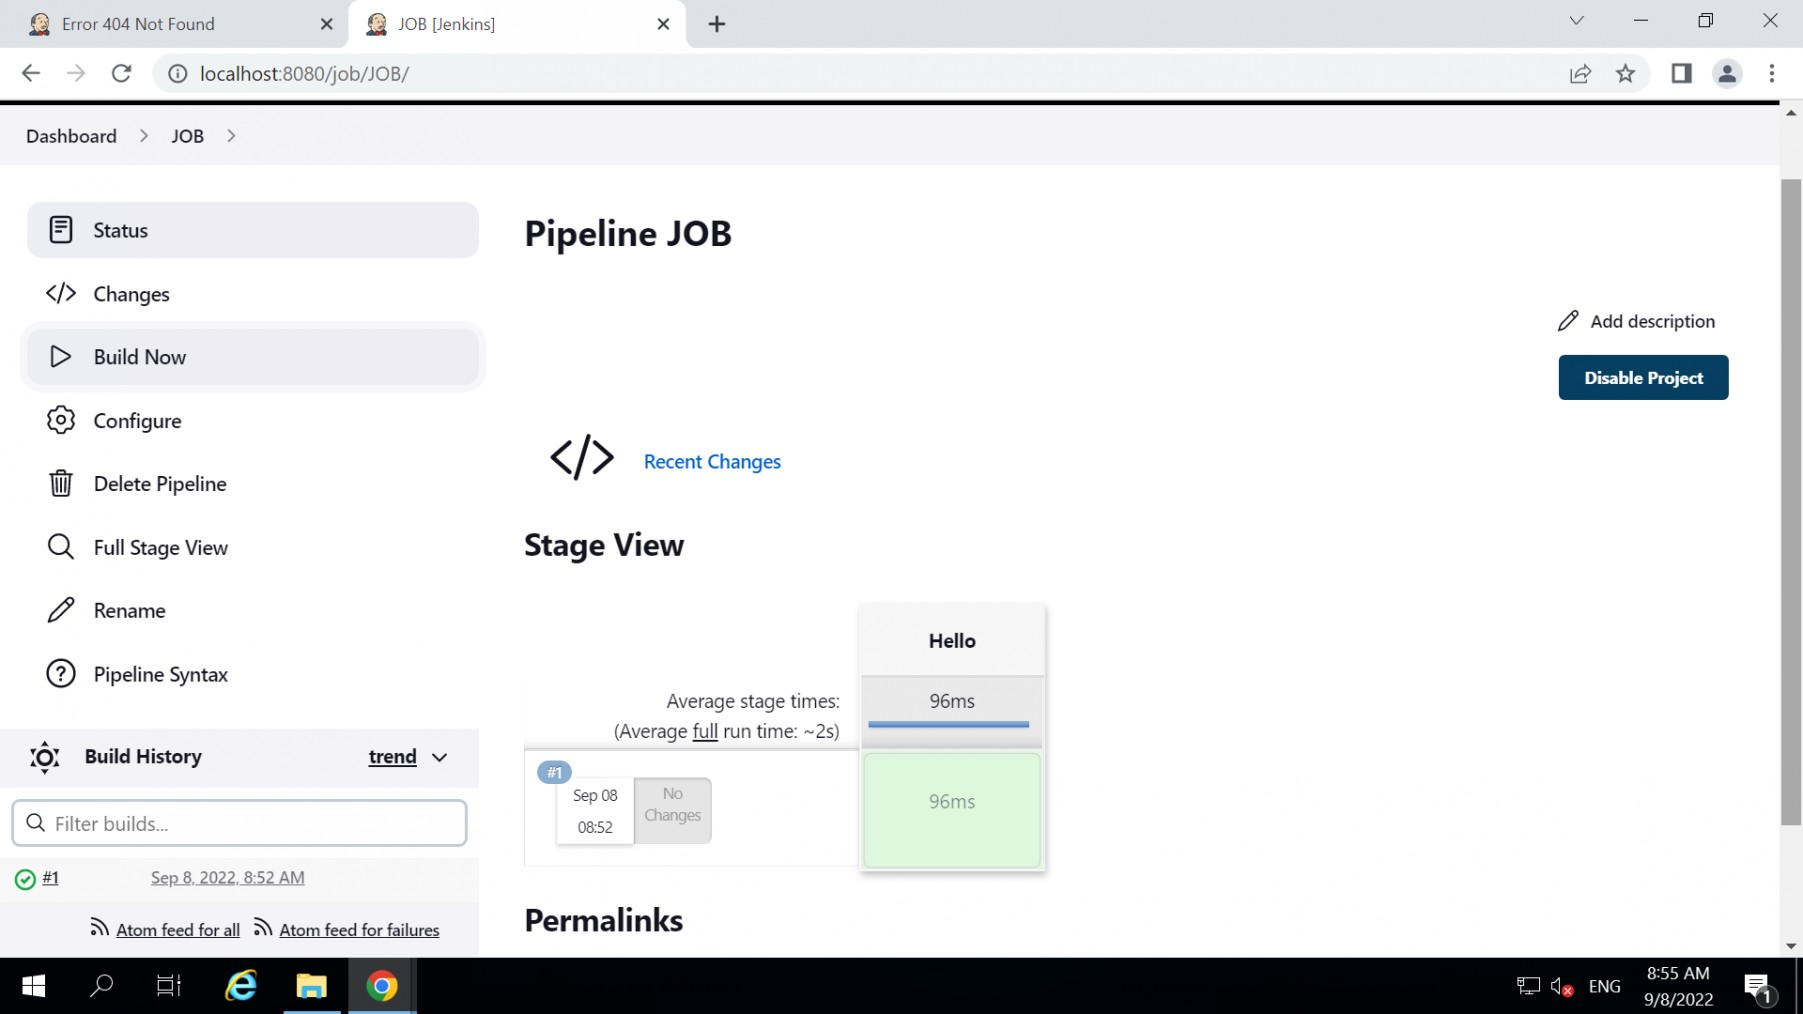 Error 404 Not Found
JOB [Jenkins]
localhost:8080/job/JOB/
Dashboard
JOB
Status
Changes
Build Now
Configure
Delete Pipeline
Full Stage View
Rename
Pipeline Syntax
Build History
trend
Filter builds...
#1
Sep 8, 2022, 8:52 AM
Atom feed for all
Atom feed for failures
Pipeline JOB
Add description
Disable Project
</>
Recent Changes
Stage View
Hello
Average stage times:
96ms
(Average full run time: ~2s)
#1
Sep 08
08:52
No
Changes
96ms
Permalinks
ENG
8:55 AM
9/8/2022
1